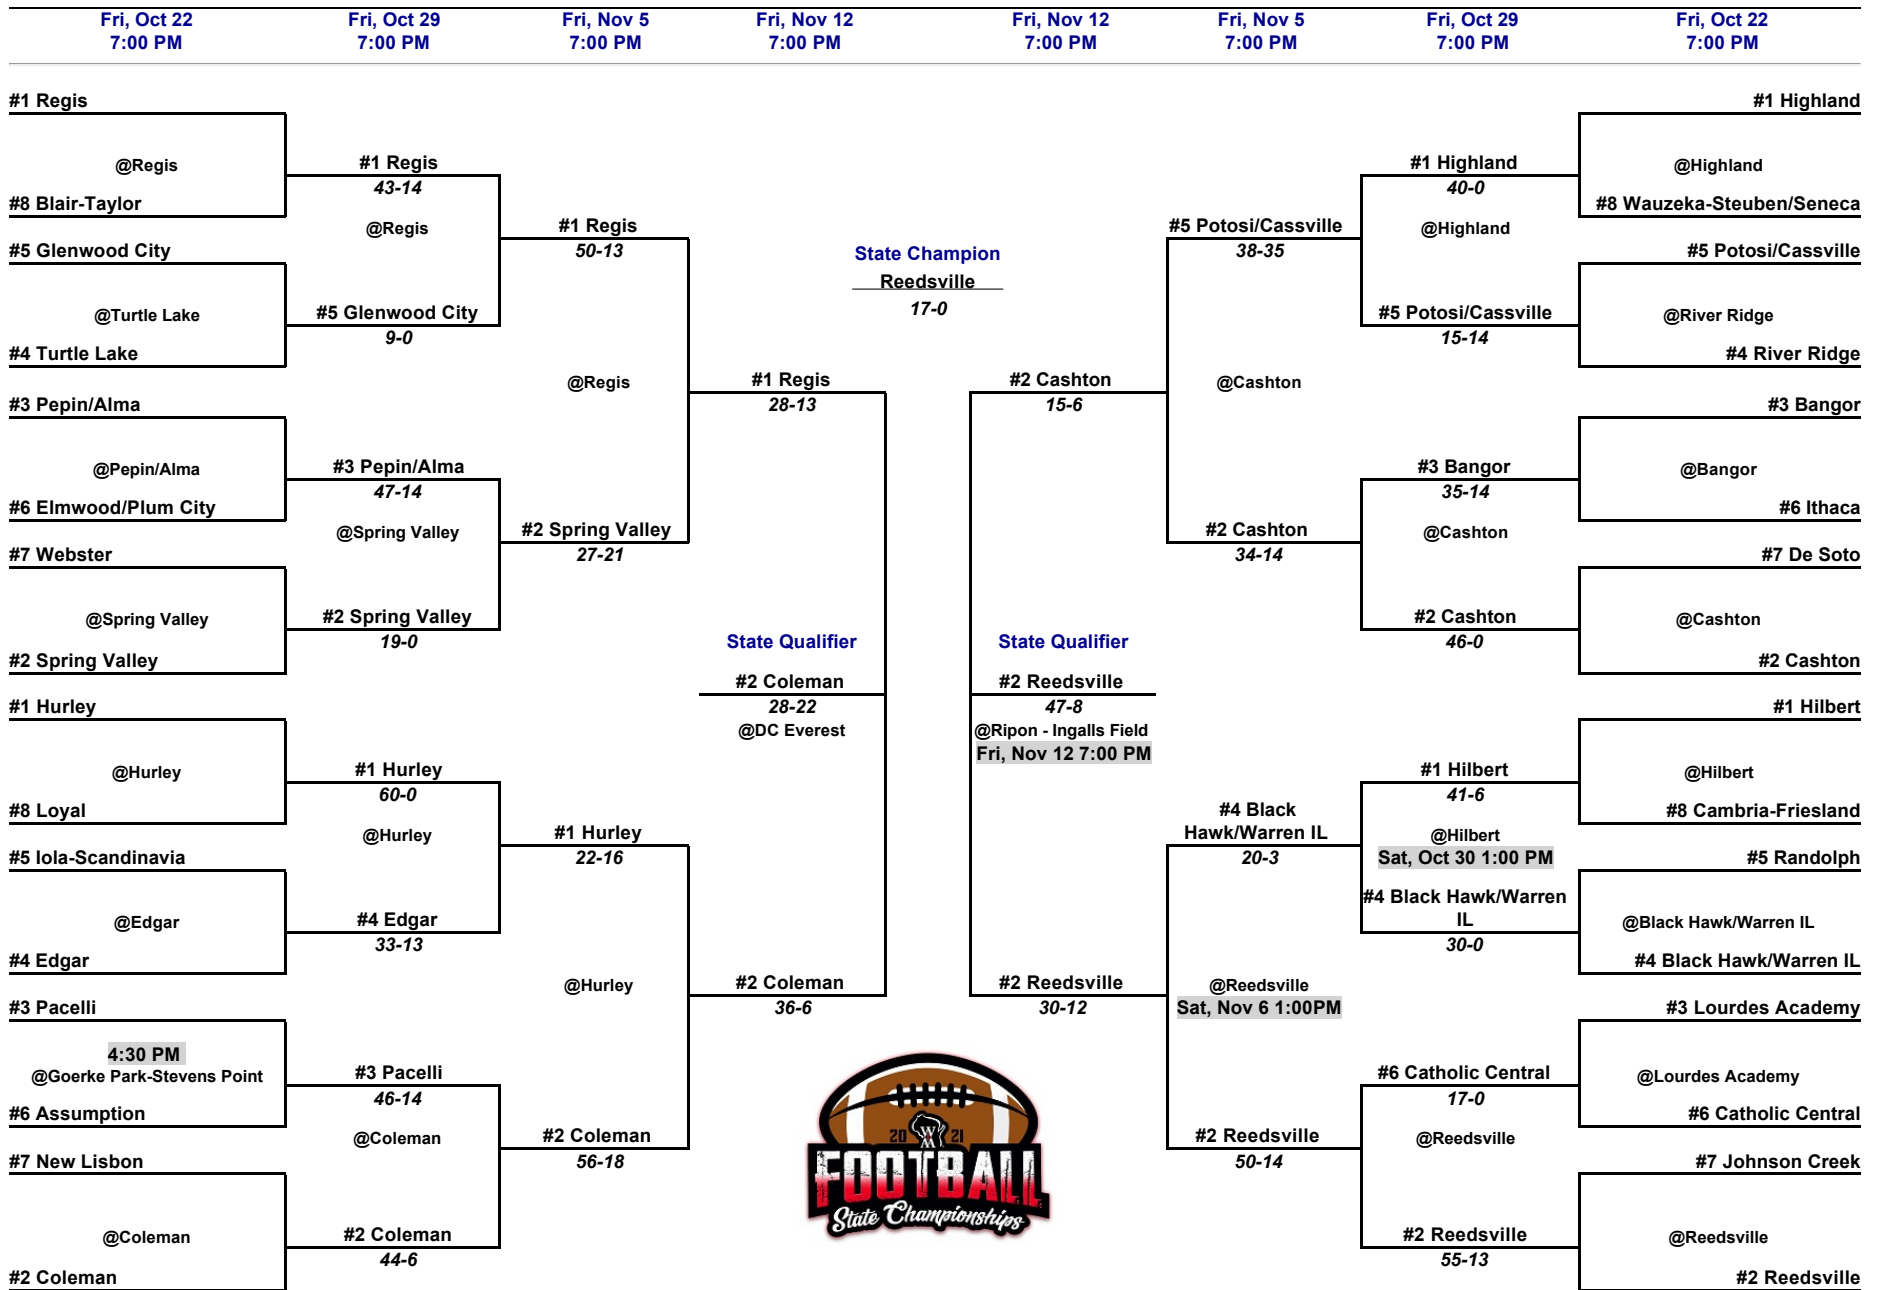 Fri, Oct 22
7:00 PM
Fri, Oct 29
7:00 PM
Fri, Nov 5
7:00 PM
Fri, Nov 12
7:00 PM
Fri, Nov 12
7:00 PM
Fri, Nov 5
7:00 PM
Fri, Oct 29
7:00 PM
Fri, Oct 22
7:00 PM
#1 Regis
@Regis
#8 Blair-Taylor
#5 Glenwood City
@Turtle Lake
#4 Turtle Lake
#3 Pepin/Alma
@Pepin/Alma
#6 Elmwood/Plum City
#7 Webster
@Spring Valley
#2 Spring Valley
#1 Hurley
@Hurley
#8 Loyal
#5 Iola-Scandinavia
@Edgar
#4 Edgar
#3 Pacelli
4:30 PM
@Goerke Park-Stevens Point
#6 Assumption
#7 New Lisbon
@Coleman
#2 Coleman
#1 Regis
43-14
@Regis
#5 Glenwood City
9-0
#3 Pepin/Alma
47-14
@Spring Valley
#2 Spring Valley
19-0
#1 Hurley
60-0
@Hurley
#4 Edgar
33-13
#3 Pacelli
46-14
@Coleman
#2 Coleman
44-6
#1 Regis
50-13
@Regis
#2 Spring Valley
27-21
#1 Hurley
22-16
@Hurley
#2 Coleman
56-18
#1 Regis
28-13
State Qualifier
#2 Coleman
28-22
@DC Everest
#2 Coleman
36-6
State Champion
Reedsville
17-0
20 WIAA 21
FOOTBALL
State Championships
#2 Cashton
15-6
State Qualifier
#2 Reedsville
47-8
@Ripon - Ingalls Field
Fri, Nov 12 7:00 PM
#2 Reedsville
30-12
#5 Potosi/Cassville
38-35
@Cashton
#2 Cashton
34-14
#4 Black
Hawk/Warren IL
20-3
@Reedsville
Sat, Nov 6 1:00PM
#2 Reedsville
50-14
#1 Highland
40-0
@Highland
#5 Potosi/Cassville
15-14
#3 Bangor
35-14
@Cashton
#2 Cashton
46-0
#1 Hilbert
41-6
@Hilbert
Sat, Oct 30 1:00 PM
#4 Black Hawk/Warren
IL
30-0
#6 Catholic Central
17-0
@Reedsville
#2 Reedsville
55-13
#1 Highland
@Highland
#8 Wauzeka-Steuben/Seneca
#5 Potosi/Cassville
@River Ridge
#4 River Ridge
#3 Bangor
@Bangor
#6 Ithaca
#7 De Soto
@Cashton
#2 Cashton
#1 Hilbert
@Hilbert
#8 Cambria-Friesland
#5 Randolph
@Black Hawk/Warren IL
#4 Black Hawk/Warren IL
#3 Lourdes Academy
@Lourdes Academy
#6 Catholic Central
#7 Johnson Creek
@Reedsville
#2 Reedsville